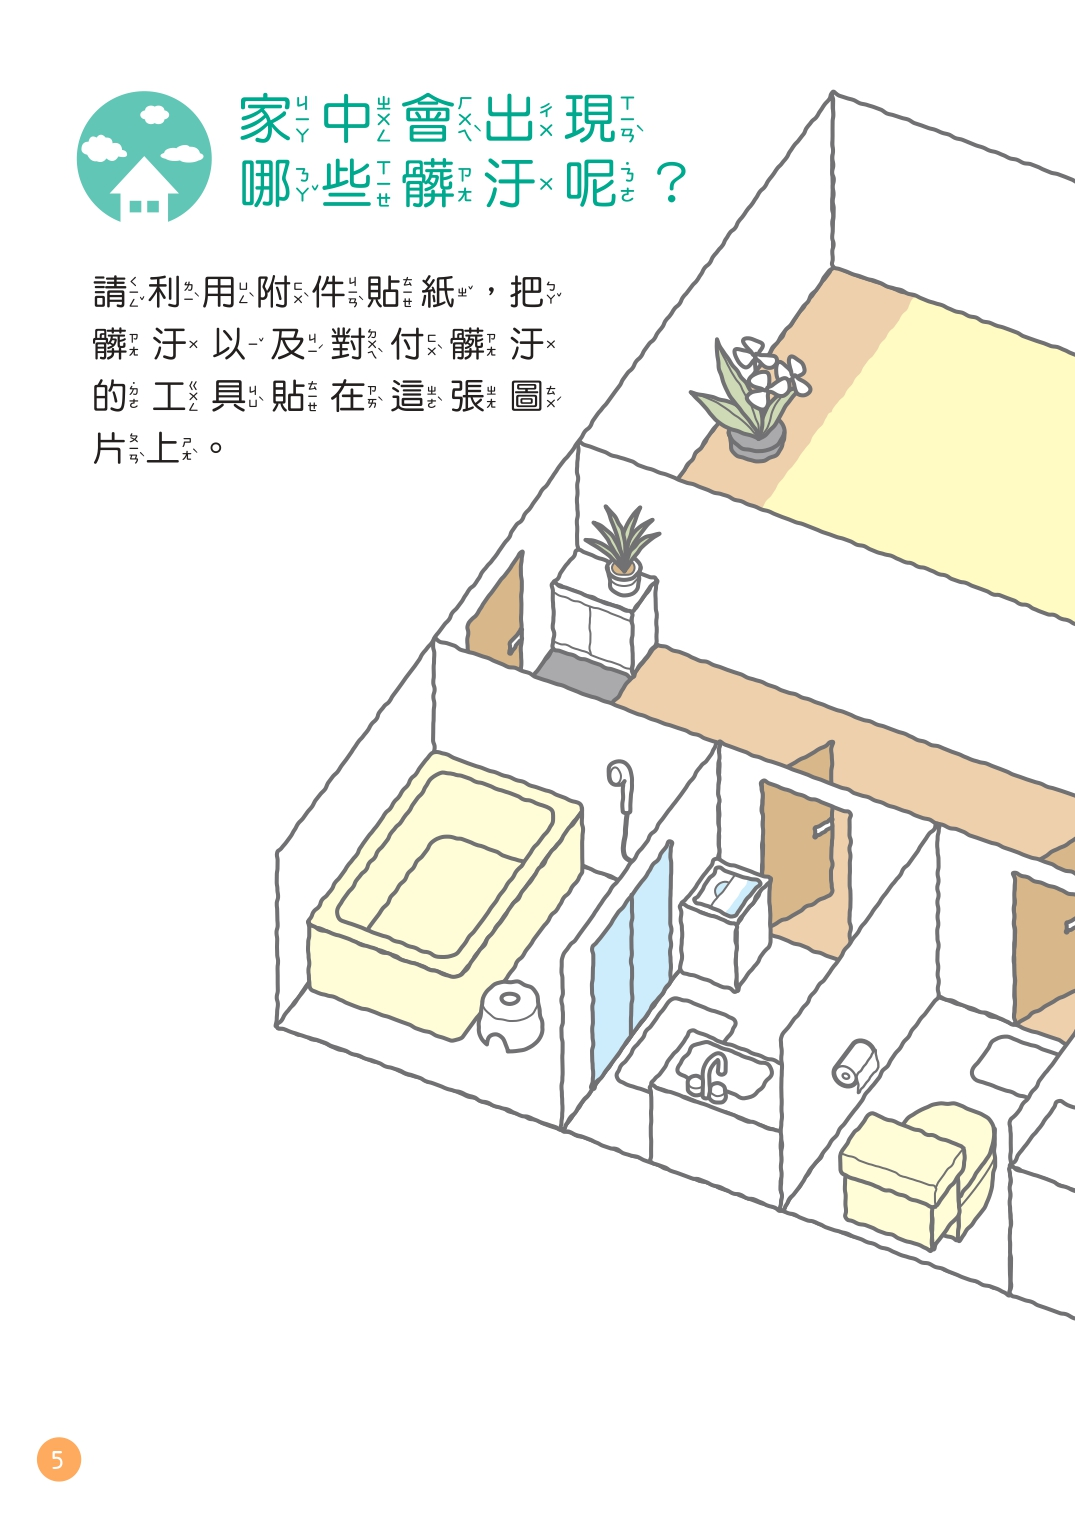 家中會出現
哪些髒汙呢？
請利用附件貼紙，把
髒汙以及對付髒汙
的工具貼在這張圖
片上。
5